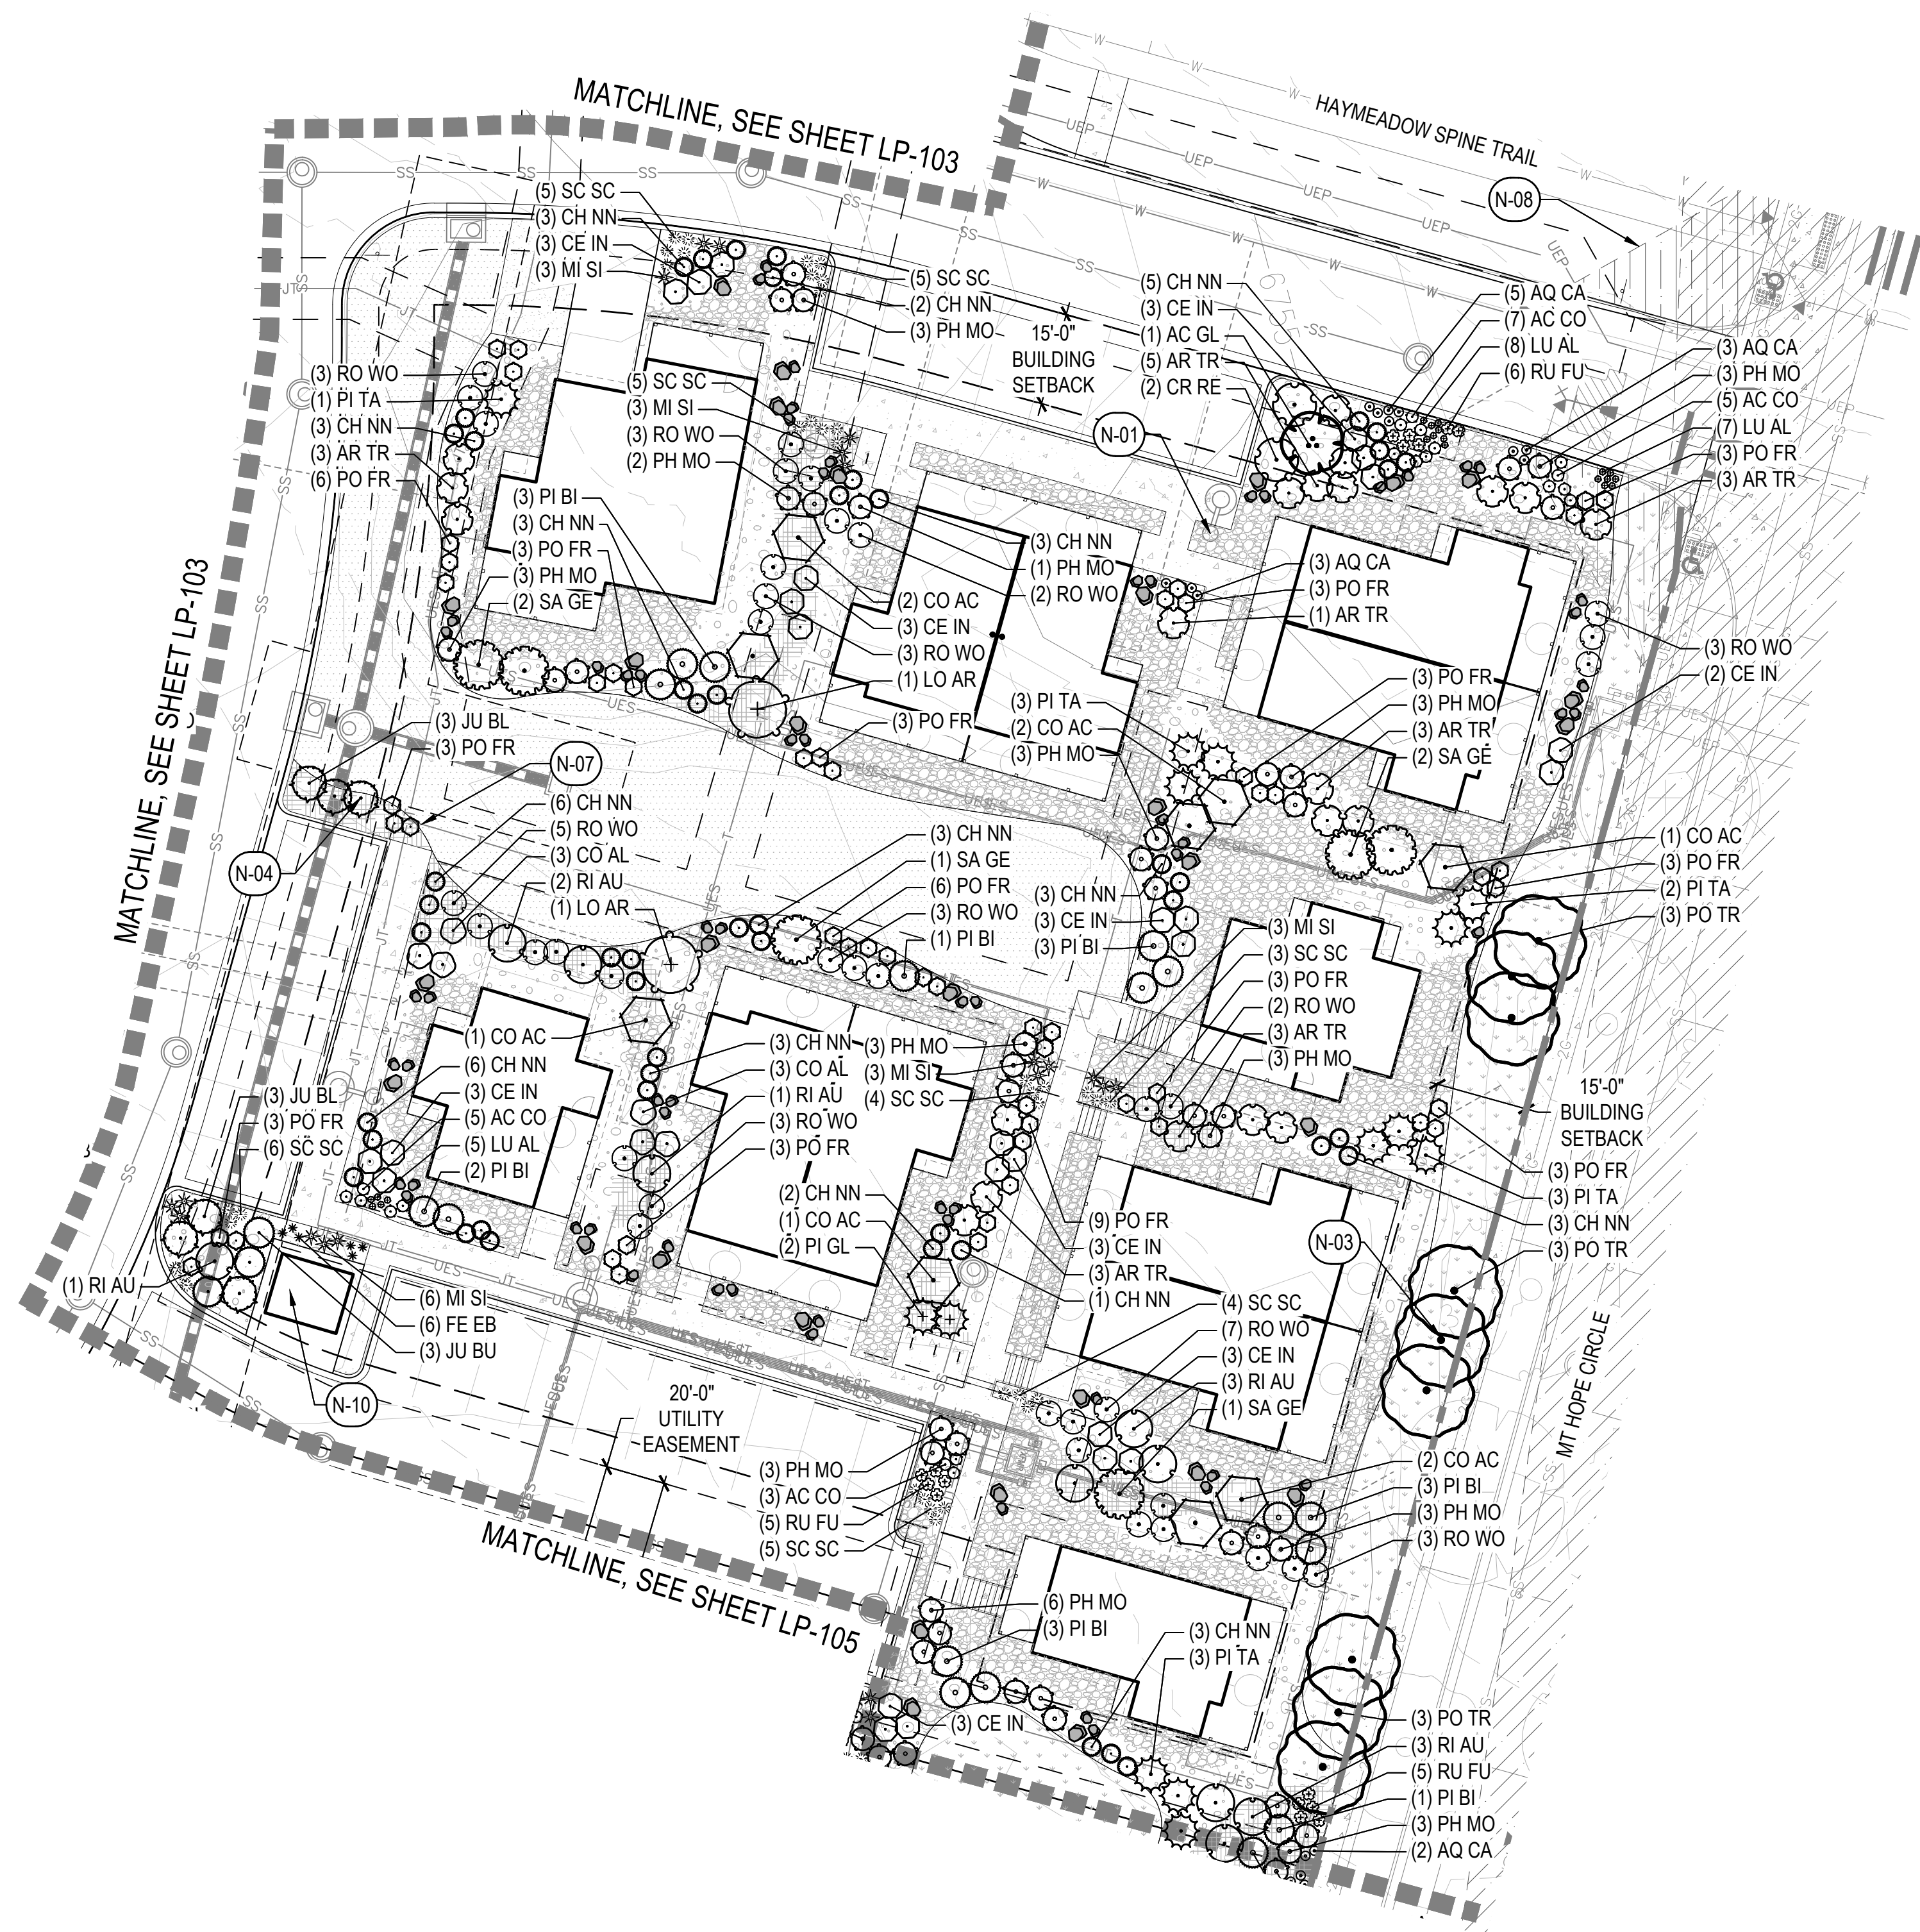 MATCHLINE, SEE SHEET LP-103
HAYMEADOW SPINE TRAIL
N-08
(5) SC SC
(3) CH NN
(3) CE IN
(3) MI SI
(5) SC SC
(2) CH NN
(3) PH MO
15'-0"
BUILDING
SETBACK
(5) CH NN
(3) CE IN
(1) AC GL
(5) AR TR
(2) CR RE
(5) AQ CA
(7) AC CO
(8) LU AL
(6) RU FU
(3) AQ CA
(3) PH MO
(5) AC CO
(7) LU AL
(3) PO FR
(3) AR TR
(3) RO WO
(1) PI TA
(3) CH NN
(3) AR TR
(6) PO FR
(5) SC SC
(3) MI SI
(3) RO WO
(2) PH MO
N-01
(3) PI BI
(3) CH NN
(3) PO FR
(3) PH MO
(2) SA GE
(3) CH NN
(1) PH MO
(2) RO WO
(3) AQ CA
(3) PO FR
(1) AR TR
(2) CO AC
(3) CE IN
(3) RO WO
(1) LO AR
(3) RO WO
(2) CE IN
(3) PO FR
(3) PH MO
(3) AR TR
(2) SA GE
(3) PI TA
(2) CO AC
(3) PH MO
(3) PO FR
MATCHLINE, SEE SHEET LP-103
(3) JU BL
(3) PO FR
N-07
N-04
(6) CH NN
(5) RO WO
(3) CO AL
(2) RI AU
(1) LO AR
(3) CH NN
(1) SA GE
(6) PO FR
(3) RO WO
(1) PI BI
(3) CH NN
(3) CE IN
(3) PI BI
(1) CO AC
(3) PO FR
(2) PI TA
(3) PO TR
(3) MI SI
(3) SC SC
(3) PO FR
(2) RO WO
(3) AR TR
(3) PH MO
(1) CO AC
(6) CH NN
(3) CE IN
(5) AC CO
(5) LU AL
(2) PI BI
(3) CH NN
(3) CO AL
(1) RI AU
(3) RO WO
(3) PO FR
(3) PH MO
(3) MI SI
(4) SC SC
(3) JU BL
(3) PO FR
(6) SC SC
15'-0"
BUILDING
SETBACK
(3) PO FR
(3) PI TA
(3) CH NN
(3) PO TR
(2) CH NN
(1) CO AC
(2) PI GL
(9) PO FR
(3) CE IN
(3) AR TR
(1) CH NN
N-03
(1) RI AU
(6) MI SI
(6) FE EB
(3) JU BU
N-10
(4) SC SC
(7) RO WO
(3) CE IN
(3) RI AU
(1) SA GE
MT HOPE CIRCLE
20'-0"
UTILITY
EASEMENT
(3) PH MO
(3) AC CO
(5) RU FU
(5) SC SC
(2) CO AC
(3) PI BI
(3) PH MO
(3) RO WO
MATCHLINE, SEE SHEET LP-105
(6) PH MO
(3) PI BI
(3) CH NN
(3) PI TA
(3) CE IN
(3) PO TR
(3) RI AU
(5) RU FU
(1) PI BI
(3) PH MO
(2) AQ CA